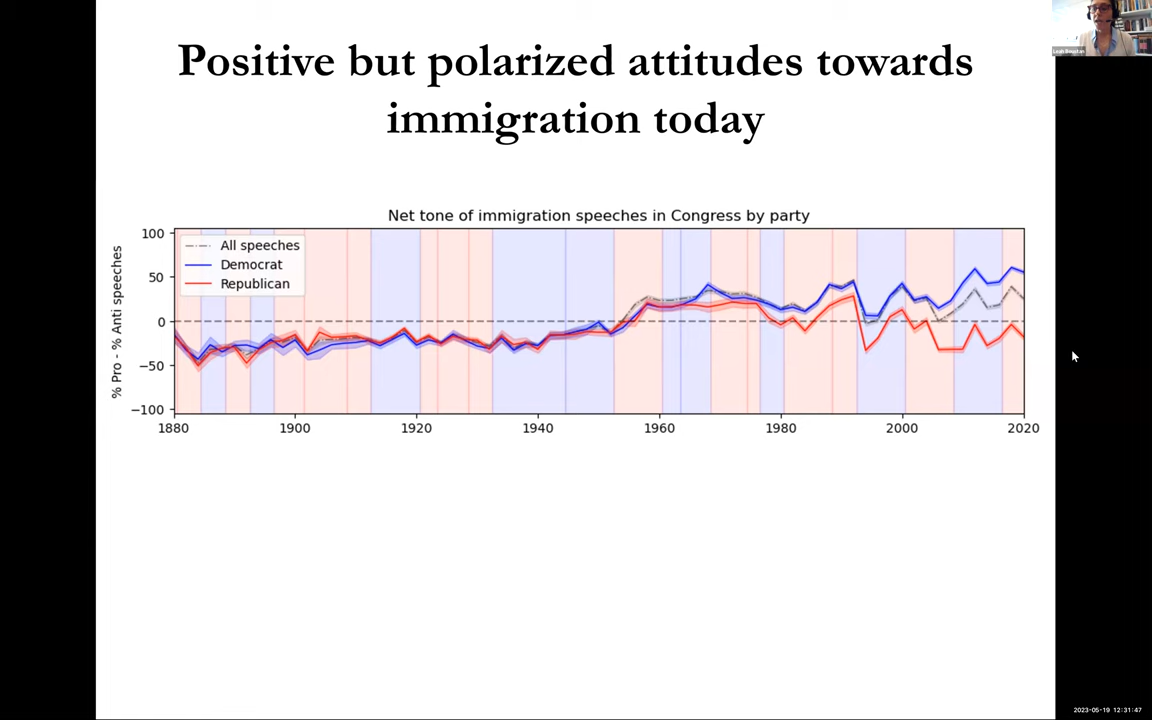 Positive but polarized attitudes towards
immigration today
Leah Boustan
Net tone of immigration speeches in Congress by party
% Pro - % Anti speeches
100
50
0
−50
−100
All speeches
Democrat
Republican
1880
1900
1920
1940
1960
1980
2000
2020
2023-05-19 12:31:47